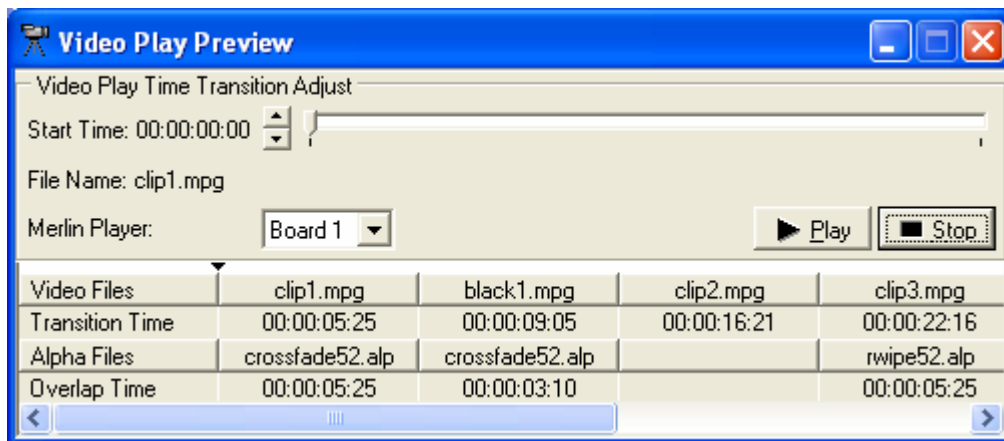 Video Play Preview
Video Play Time Transition Adjust
Start Time: 00:00:00:00
File Name: clip1.mpg
Merlin Player: Board 1 Play Stop
Video Files clip1.mpg black1.mpg clip2.mpg clip3.mpg
Transition Time 00:00:05:25 00:00:09:05 00:00:16:21 00:00:22:16
Alpha Files crossfade52.alp crossfade52.alp rwipe52.alp
Overlap Time 00:00:05:25 00:00:03:10 00:00:05:25